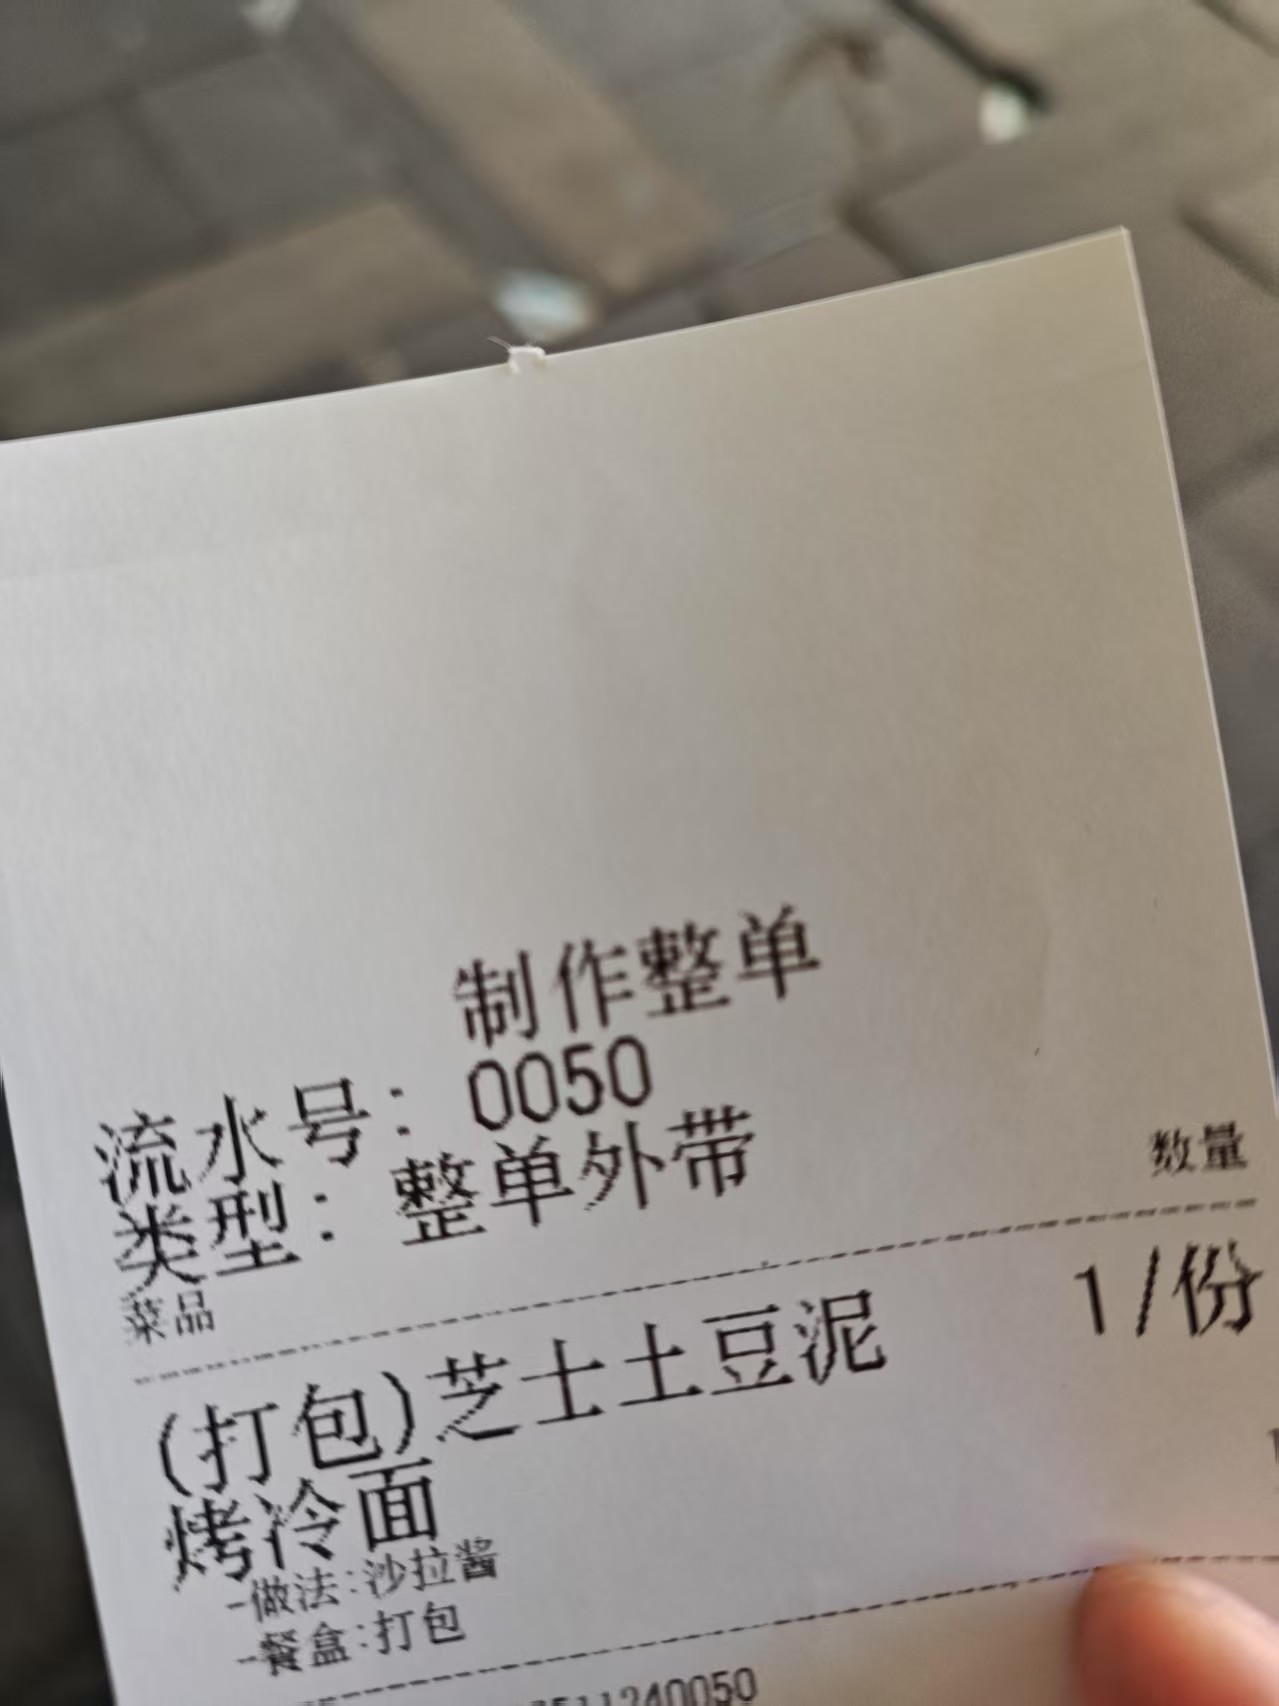 制作整单
流水号：0050
类型：整单外带
菜品 数量
(打包)芝士土豆泥 1/份
烤冷面
-做法:沙拉酱
-餐盒:打包
511240050